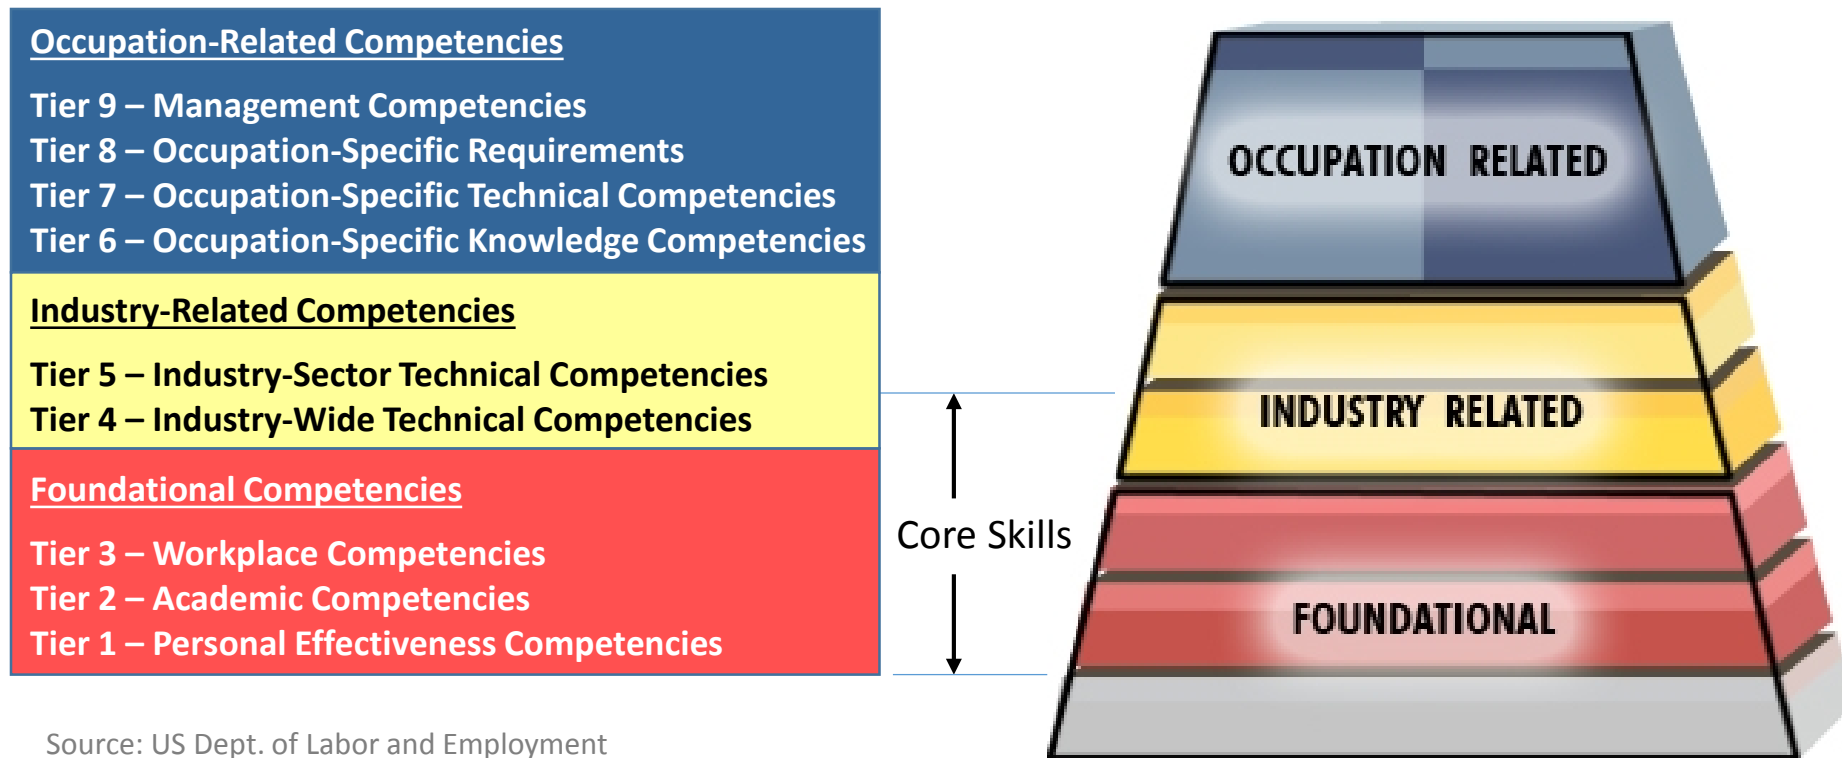 Occupation-Related Competencies
Tier 9 – Management Competencies
Tier 8 – Occupation-Specific Requirements
Tier 7 – Occupation-Specific Technical Competencies
Tier 6 – Occupation-Specific Knowledge Competencies
Industry-Related Competencies
Tier 5 – Industry-Sector Technical Competencies
Tier 4 – Industry-Wide Technical Competencies
Foundational Competencies
Tier 3 – Workplace Competencies
Tier 2 – Academic Competencies
Tier 1 – Personal Effectiveness Competencies
Source: US Dept. of Labor and Employment
Core Skills
OCCUPATION RELATED
INDUSTRY RELATED
FOUNDATIONAL